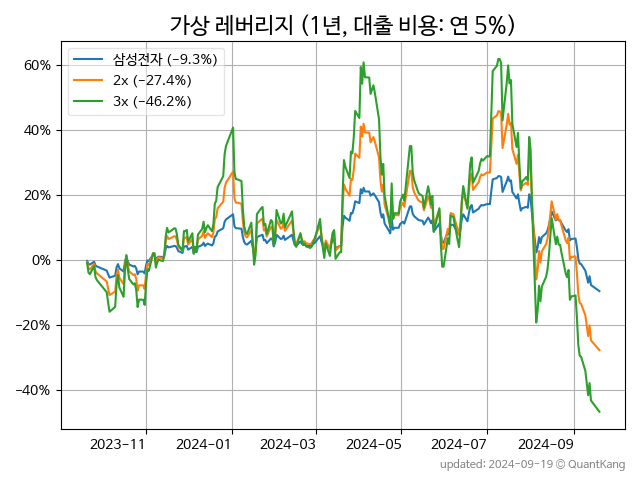 가상 레버리지 (1년, 대출 비용: 연 5%)
삼성전자 (−9.3%)
2x (−27.4%)
3x (−46.2%)
60%
40%
20%
0%
−20%
−40%
2023-11
2024-01
2024-03
2024-05
2024-07
2024-09
updated: 2024-09-19 © QuantKang